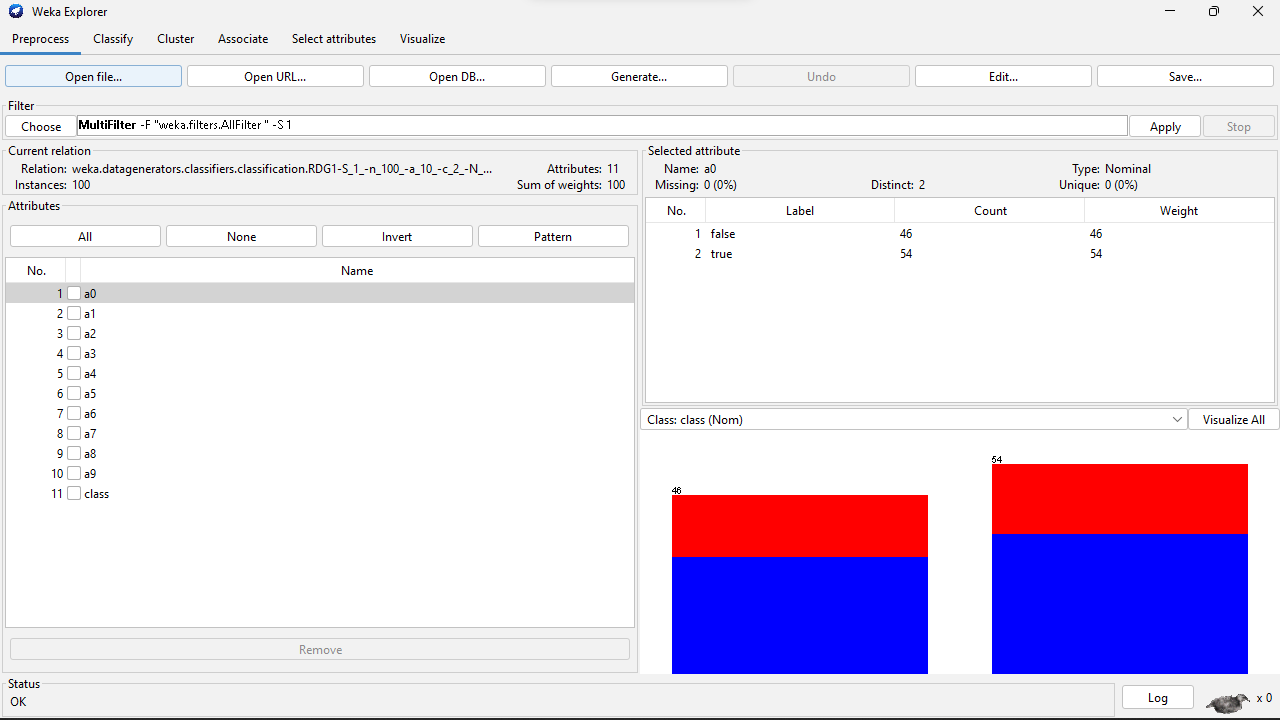 Weka Explorer
Preprocess Classify Cluster Associate Select attributes Visualize
Open file... Open URL... Open DB... Generate... Undo Edit... Save...
Filter
Choose MultiFilter -F "weka.filters.AllFilter " -S 1 Apply Stop
Current relation
Relation: weka.datagenerators.classifiers.classification.RDG1-S_1_-n_100_-a_10_-c_2_-N_... Attributes: 11
Instances: 100 Sum of weights: 100
Attributes
All None Invert Pattern
No. Name
1 a0
2 a1
3 a2
4 a3
5 a4
6 a5
7 a6
8 a7
9 a8
10 a9
11 class
Remove
Selected attribute
Name: a0 Type: Nominal
Missing: 0 (0%) Distinct: 2 Unique: 0 (0%)
No. Label Count Weight
1 false 46 46
2 true 54 54
Class: class (Nom) Visualize All
46
54
Status
OK
Log x 0